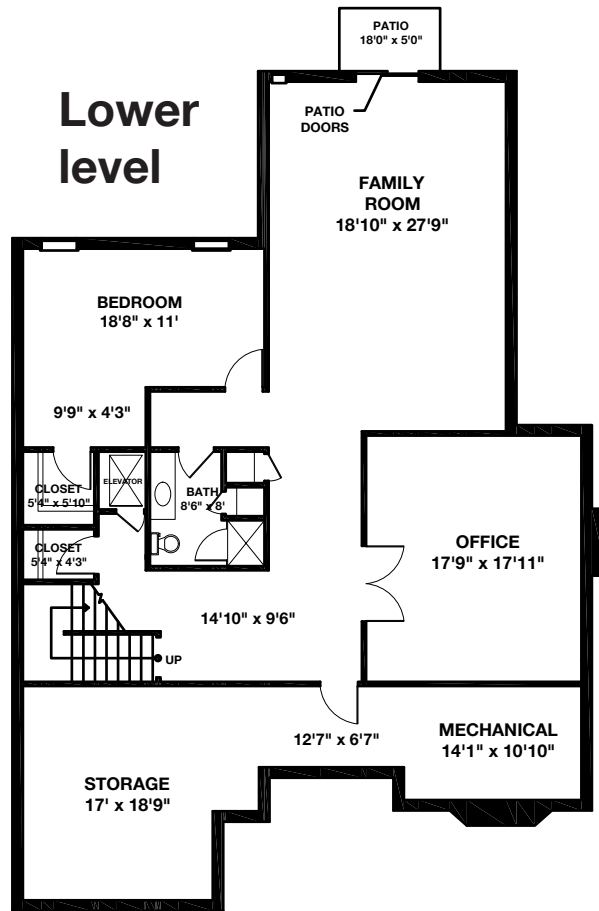 PATIO
18'0" x 5'0"
Lower
level
PATIO
DOORS
FAMILY
ROOM
18'10" x 27'9"
BEDROOM
18'8" x 11'
9'9" x 4'3"
CLOSET
5'4" x 5'10"
ELEVATOR
BATH
8'6" x 8'
CLOSET
5'4" x 4'3"
OFFICE
17'9" x 17'11"
14'10" x 9'6"
UP
12'7" x 6'7"
MECHANICAL
14'1" x 10'10"
STORAGE
17' x 18'9"